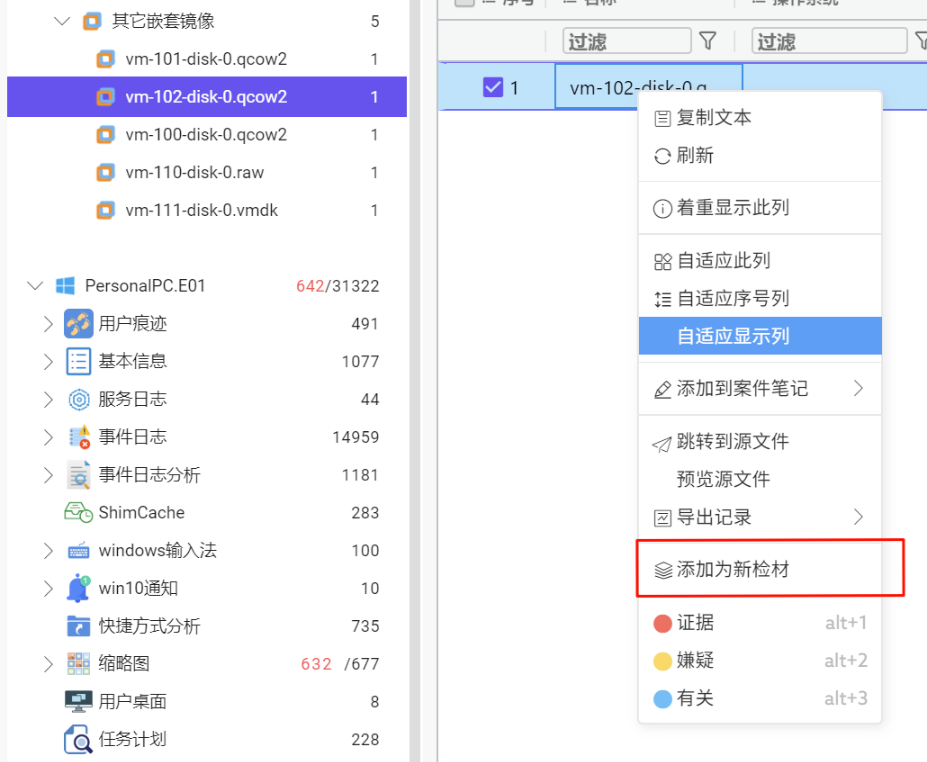 其它嵌套镜像 5
vm-101-disk-0.qcow2 1
vm-102-disk-0.qcow2 1
vm-100-disk-0.qcow2 1
vm-110-disk-0.raw 1
vm-111-disk-0.vmdk 1
PersonalPC.E01 642/31322
用户痕迹 491
基本信息 1077
服务日志 44
事件日志 14959
事件日志分析 1181
ShimCache 283
windows输入法 100
win10通知 10
快捷方式分析 735
缩略图 632 /677
用户桌面 8
任务计划 228
序号 名称 操作系统
过滤 过滤
1 vm-102-disk-0.q
复制文本
刷新
着重显示此列
自适应此列
自适应序号列
自适应显示列
添加到案件笔记
跳转到源文件
预览源文件
导出记录
添加为新检材
证据 alt+1
嫌疑 alt+2
有关 alt+3